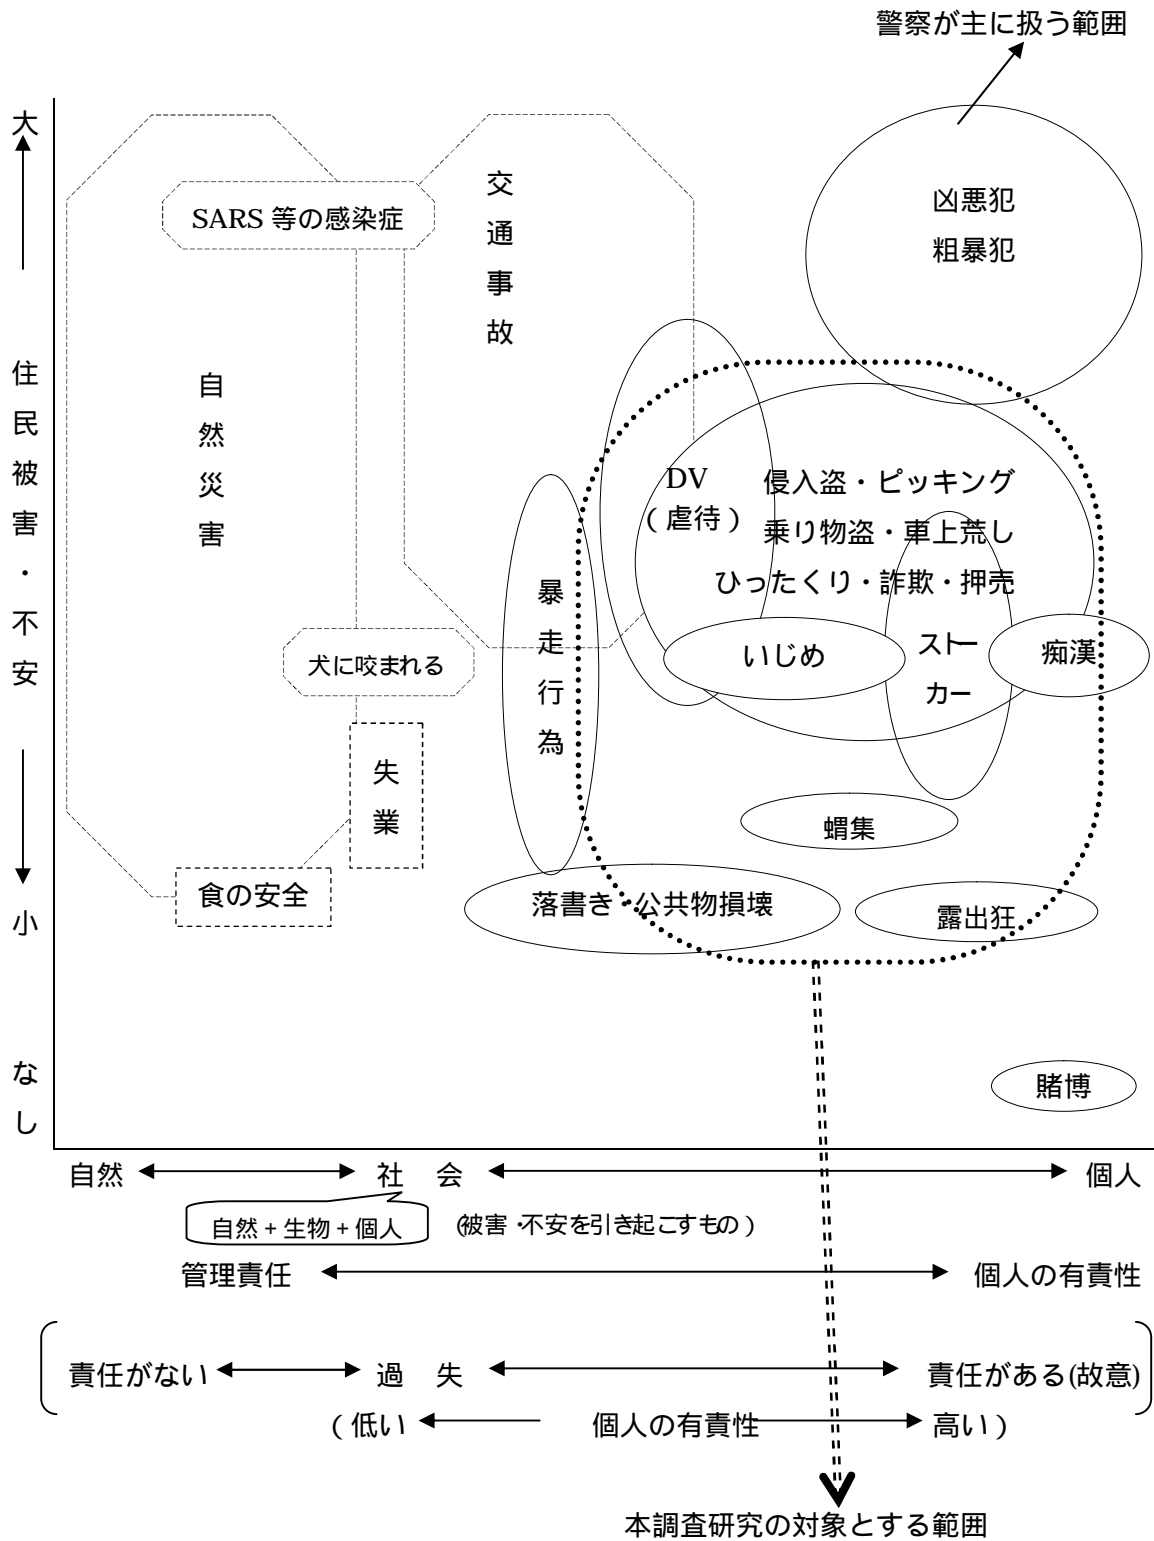 警察が主に扱う範囲
大
住民被害・不安
小
なし
SARS 等の感染症
交通事故
凶悪犯
粗暴犯
自然災害
DV
(虐待)
侵入盗・ピッキング
乗り物盗・車上荒し
ひったくり・詐欺・押売
暴走行為
いじめ
ストー
カー
痴漢
犬に咬まれる
失業
蝟集
食の安全
落書き・公共物損壊
露出狂
賭博
自然 社 会 個人
自然+生物+個人 (被害・不安を引き起こすもの)
管理責任 個人の有責性
責任がない 過 失 責任がある(故意)
(低い 個人の有責性 高い)
本調査研究の対象とする範囲